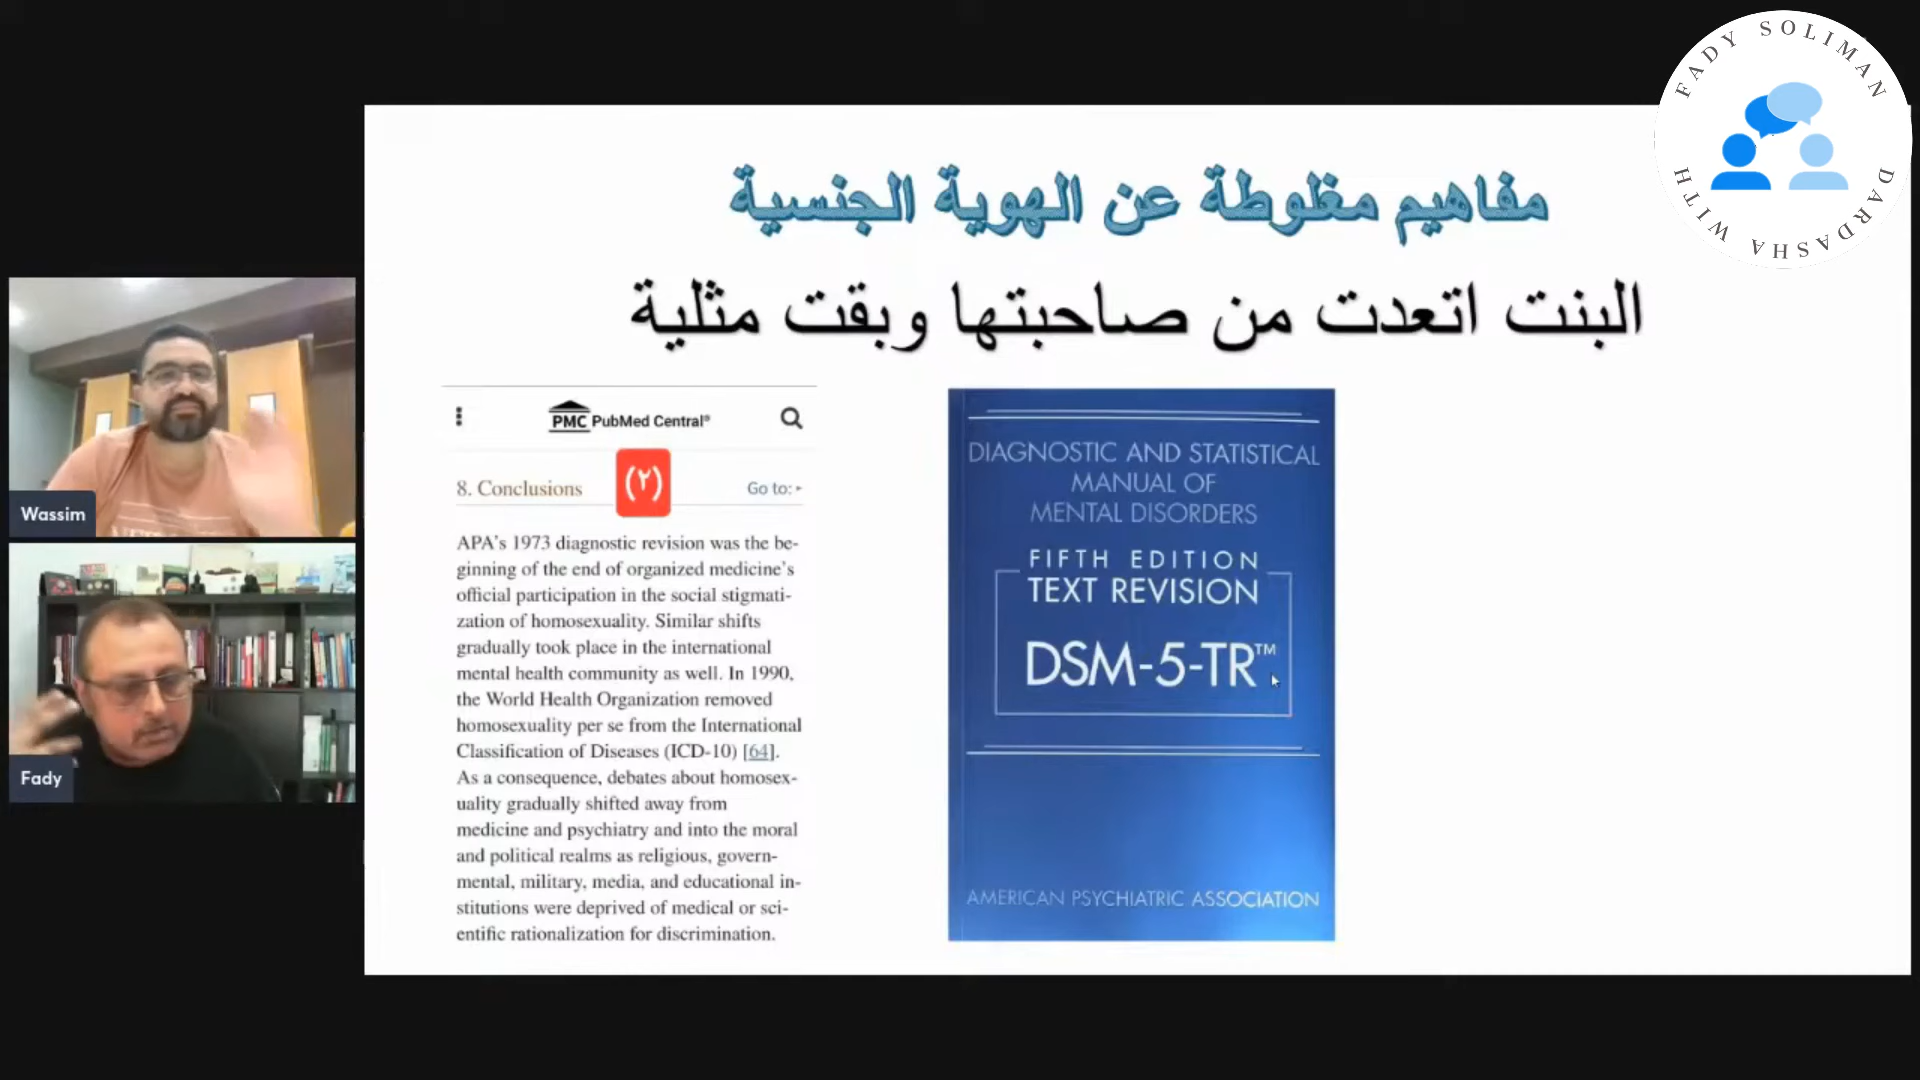 FADY SOLIMAN
DARDASHA WITH
مفاهيم مغلوطة عن الهوية الجنسية
البنت اتعدت من صاحبتها وبقت مثلية
PMC PubMed Central®
8. Conclusions
(٢)
Go to:
APA's 1973 diagnostic revision was the be-
ginning of the end of organized medicine's
official participation in the social stigmati-
zation of homosexuality. Similar shifts
gradually took place in the international
mental health community as well. In 1990,
the World Health Organization removed
homosexuality per se from the International
Classification of Diseases (ICD-10) [64].
As a consequence, debates about homosex-
uality gradually shifted away from
medicine and psychiatry and into the moral
and political realms as religious, govern-
mental, military, media, and educational in-
stitutions were deprived of medical or sci-
entific rationalization for discrimination.
DIAGNOSTIC AND STATISTICAL
MANUAL OF
MENTAL DISORDERS
FIFTH EDITION
TEXT REVISION
DSM-5-TR™
AMERICAN PSYCHIATRIC ASSOCIATION
Wassim
Fady